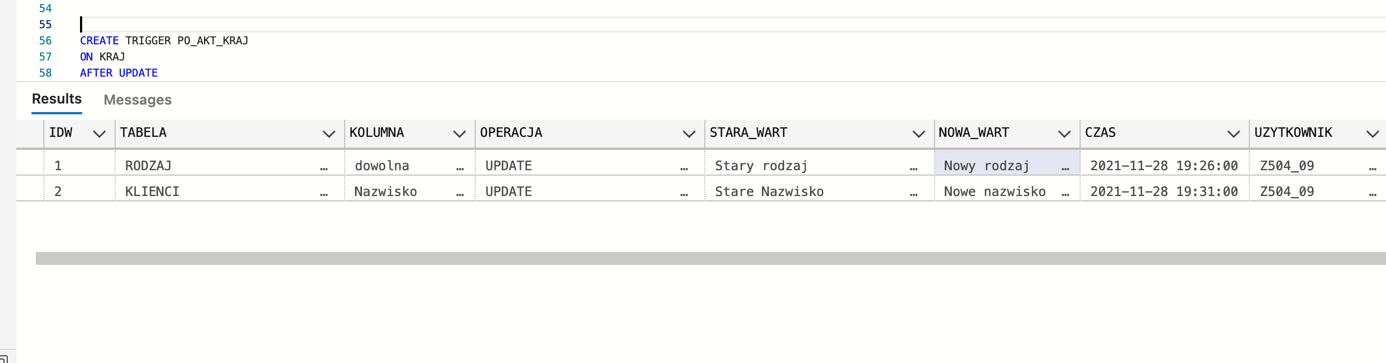 54
55
56 CREATE TRIGGER PO_AKT_KRAJ
57 ON KRAJ
58 AFTER UPDATE
Results Messages
IDW TABELA KOLUMNA OPERACJA STARA_WART NOWA_WART CZAS UZYTKOWNIK
1 RODZAJ … dowolna … UPDATE … Stary rodzaj … Nowy rodzaj … 2021-11-28 19:26:00 Z504_09 …
2 KLIENCI Nazwisko … UPDATE … Stare Nazwisko … Nowe nazwisko … 2021-11-28 19:31:00 Z504_09 …